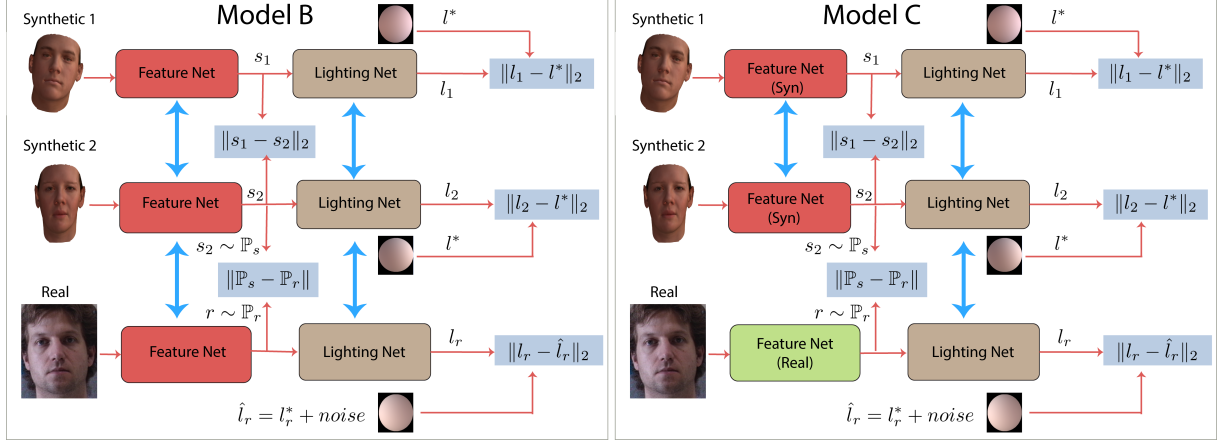 Model B
Synthetic 1
Feature Net
s₁
Lighting Net
l*
l₁
‖l₁ − l*‖₂
‖s₁ − s₂‖₂
Synthetic 2
Feature Net
s₂
Lighting Net
l₂
‖l₂ − l*‖₂
s₂ ∼ ℙₛ
l*
‖ℙₛ − ℙᵣ‖
Real
r ∼ ℙᵣ
Feature Net
Lighting Net
lᵣ
‖lᵣ − l̂ᵣ‖₂
l̂ᵣ = lᵣ* + noise
Model C
Synthetic 1
Feature Net
(Syn)
s₁
Lighting Net
l*
l₁
‖l₁ − l*‖₂
‖s₁ − s₂‖₂
Synthetic 2
Feature Net
(Syn)
s₂
Lighting Net
l₂
‖l₂ − l*‖₂
s₂ ∼ ℙₛ
l*
‖ℙₛ − ℙᵣ‖
Real
r ∼ ℙᵣ
Feature Net
(Real)
Lighting Net
lᵣ
‖lᵣ − l̂ᵣ‖₂
l̂ᵣ = lᵣ* + noise